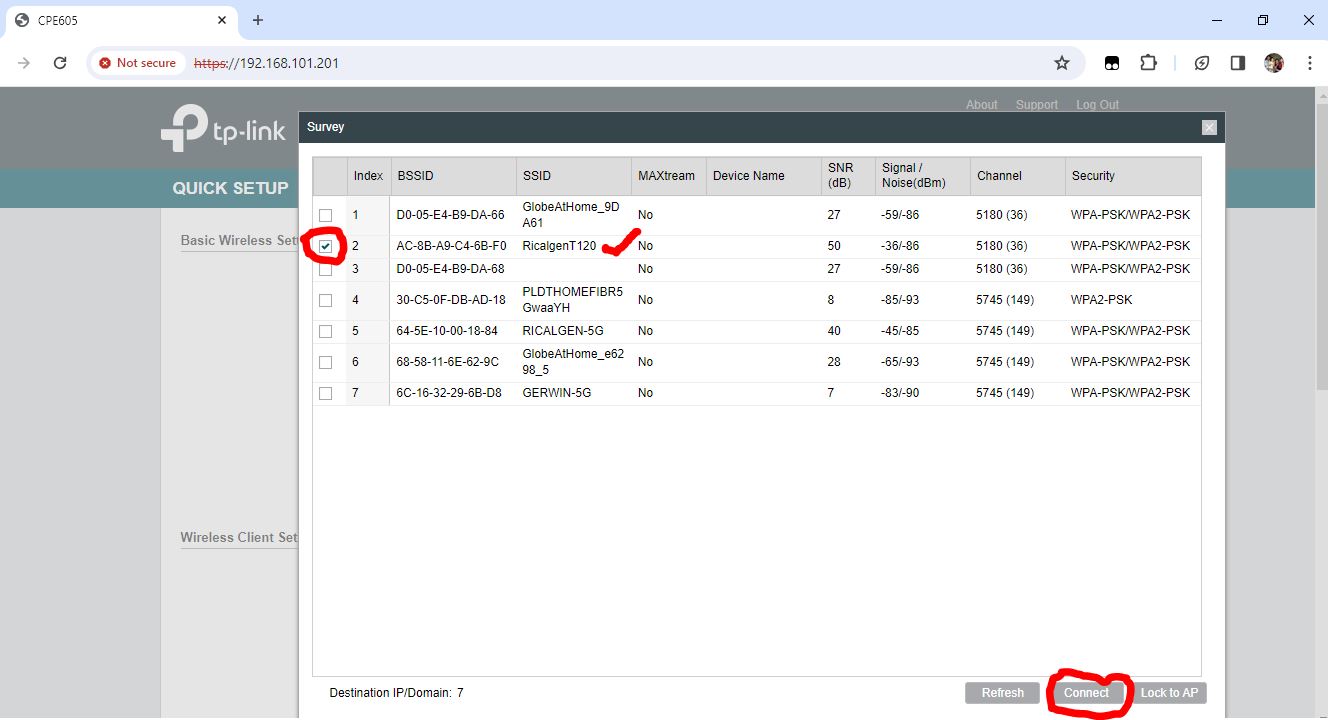 CPE605
Not secure https://192.168.101.201
About Support Log Out
tp-link
Survey
QUICK SETUP
Index BSSID SSID MAXtream Device Name SNR (dB) Signal / Noise(dBm) Channel Security
1 D0-05-E4-B9-DA-66 GlobeAtHome_9DA61 No 27 -59/-86 5180 (36) WPA-PSK/WPA2-PSK
Basic Wireless Set
2 AC-8B-A9-C4-6B-F0 RicalgenT120 No 50 -36/-86 5180 (36) WPA-PSK/WPA2-PSK
3 D0-05-E4-B9-DA-68 No 27 -59/-86 5180 (36) WPA-PSK/WPA2-PSK
4 30-C5-0F-DB-AD-18 PLDTHOMEFIBR5GwaaYH No 8 -85/-93 5745 (149) WPA2-PSK
5 64-5E-10-00-18-84 RICALGEN-5G No 40 -45/-85 5745 (149) WPA-PSK/WPA2-PSK
6 68-58-11-6E-62-9C GlobeAtHome_e6298_5 No 28 -65/-93 5745 (149) WPA-PSK/WPA2-PSK
7 6C-16-32-29-6B-D8 GERWIN-5G No 7 -83/-90 5745 (149) WPA-PSK/WPA2-PSK
Wireless Client Set
Destination IP/Domain: 7 Refresh Connect Lock to AP